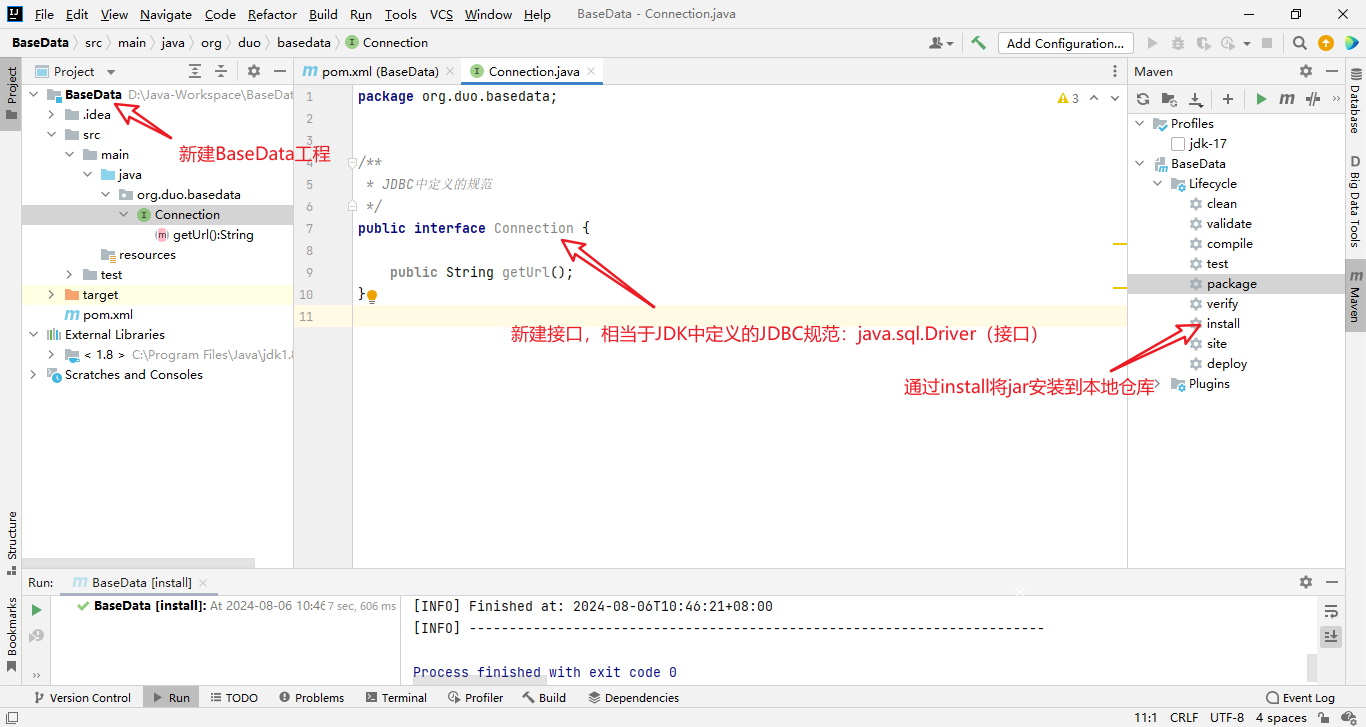 File Edit View Navigate Code Refactor Build Run Tools VCS Window Help BaseData - Connection.java
BaseData src main java org duo basedata Connection Add Configuration...
Project
pom.xml (BaseData) Connection.java
Maven
Project
BaseData D:\Java-Workspace\BaseDat
.idea
src
main
java
org.duo.basedata
Connection
getUrl():String
resources
test
target
pom.xml
External Libraries
< 1.8 > C:\Program Files\Java\jdk1.8
Scratches and Consoles
新建BaseData工程
3
1 package org.duo.basedata;
2
3
4 /**
5 * JDBC中定义的规范
6 */
7 public interface Connection {
8
9 public String getUrl();
10 }
11
新建接口，相当于JDK中定义的JDBC规范：java.sql.Driver（接口）
通过install将jar安装到本地仓库
Profiles
jdk-17
BaseData
Lifecycle
clean
validate
compile
test
package
verify
install
site
deploy
Plugins
Database
Big Data Tools
Maven
Structure
Bookmarks
Run: BaseData [install]
BaseData [install]: At 2024-08-06 10:46 7 sec, 606 ms
[INFO] Finished at: 2024-08-06T10:46:21+08:00
[INFO] ------------------------------------------------------------------------
Process finished with exit code 0
Version Control Run TODO Problems Terminal Profiler Build Dependencies Event Log
11:1 CRLF UTF-8 4 spaces